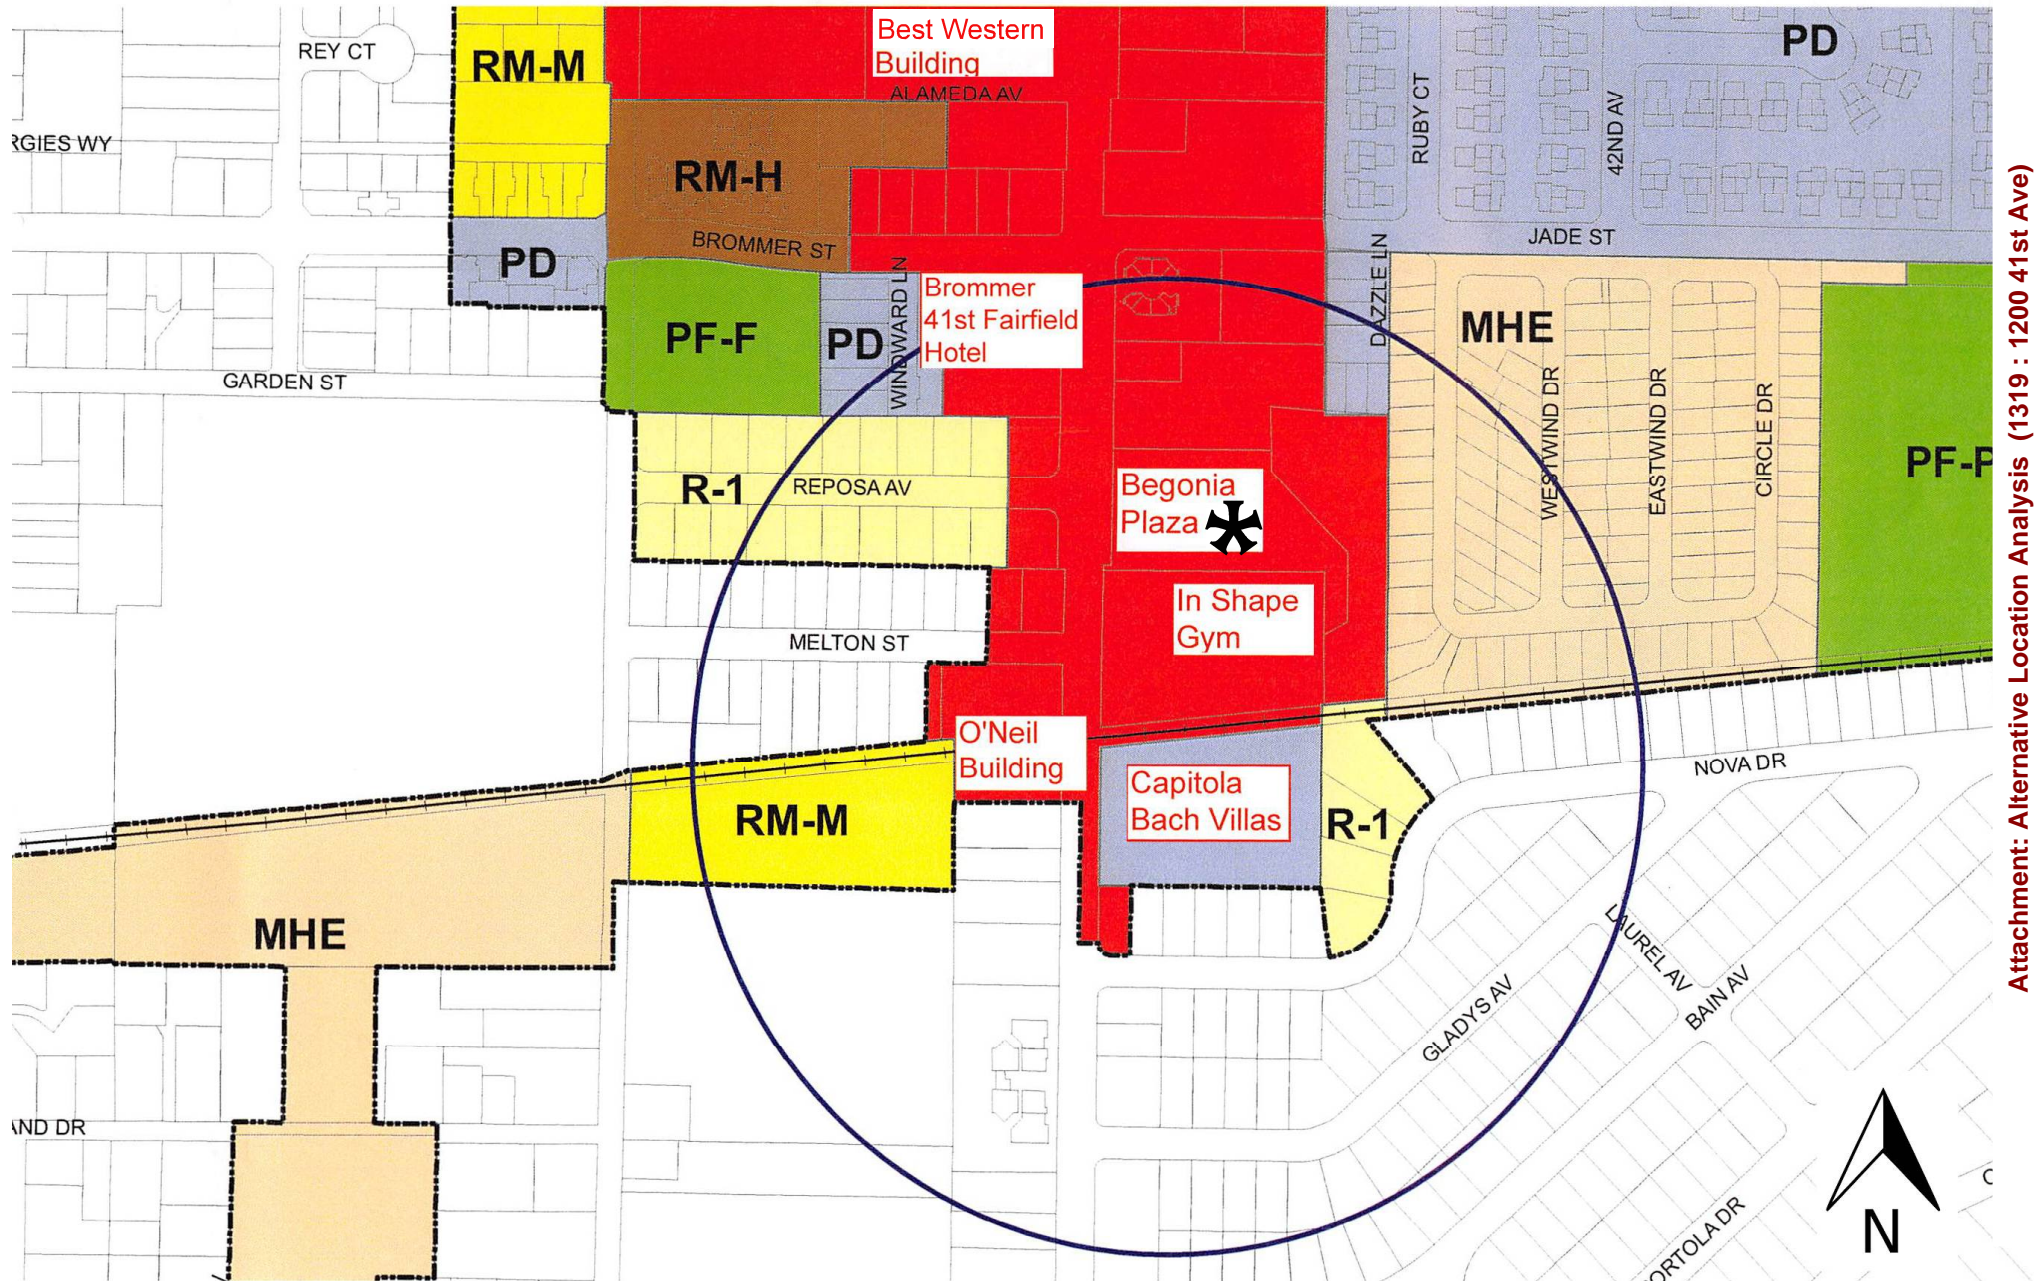 Best Western
Building
REY CT
RM-M
PD
ALAMEDA AV
RUBY CT
42ND AV
RGIES WY
RM-H
BROMMER ST
JADE ST
PD
DAZZLE LN
WINDWARD LN
Brommer
41st Fairfield
Hotel
PF-F
PD
MHE
GARDEN ST
WESTWIND DR
EASTWIND DR
CIRCLE DR
PF-P
R-1
REPOSA AV
Begonia
Plaza
In Shape
Gym
MELTON ST
O'Neil
Building
NOVA DR
Capitola
Bach Villas
RM-M
R-1
MHE
LAUREL AV
BAIN AV
GLADYS AV
AND DR
ORTOLA DR
N
Attachment: Alternative Location Analysis (1319 : 1200 41st Ave)